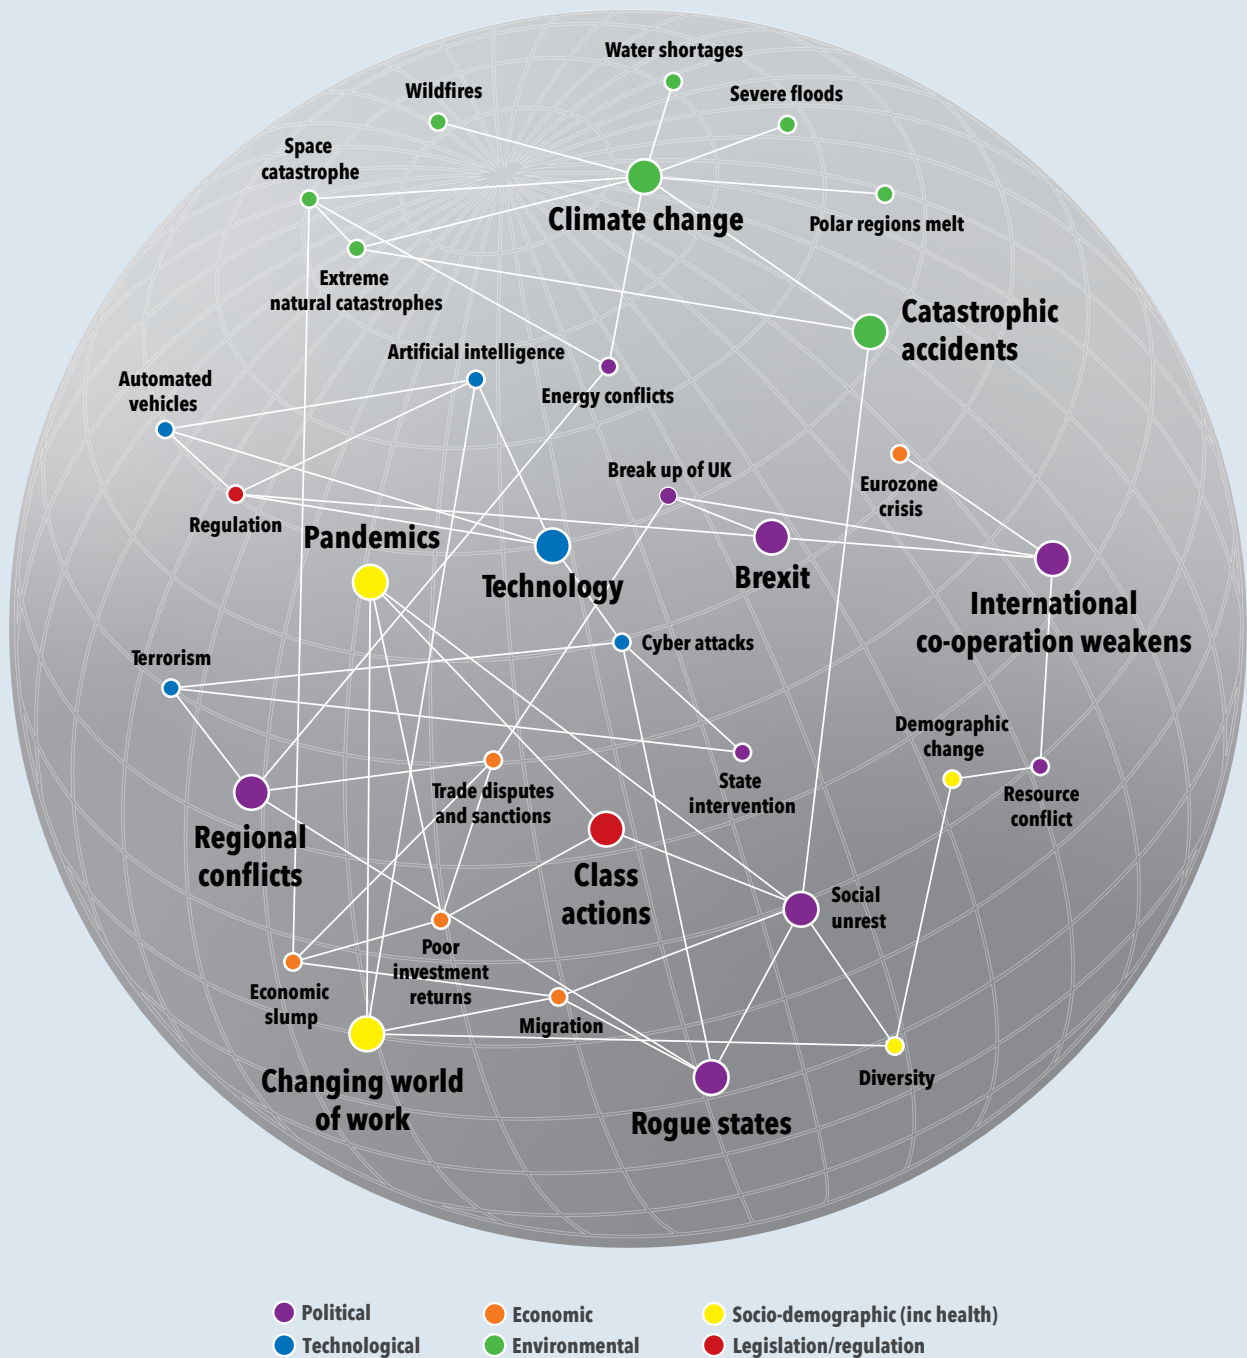 Water shortages
Wildfires
Severe floods
Space
catastrophe
Climate change
Polar regions melt
Extreme
natural catastrophes
Catastrophic
accidents
Artificial intelligence
Automated
vehicles
Energy conflicts
Break up of UK
Eurozone
crisis
Regulation
Pandemics
Technology
Brexit
International
co-operation weakens
Cyber attacks
Terrorism
Demographic
change
State
intervention
Trade disputes
and sanctions
Resource
conflict
Regional
conflicts
Class
actions
Social
unrest
Poor
investment
returns
Economic
slump
Migration
Changing world
of work
Diversity
Rogue states
Political
Economic
Socio-demographic (inc health)
Technological
Environmental
Legislation/regulation